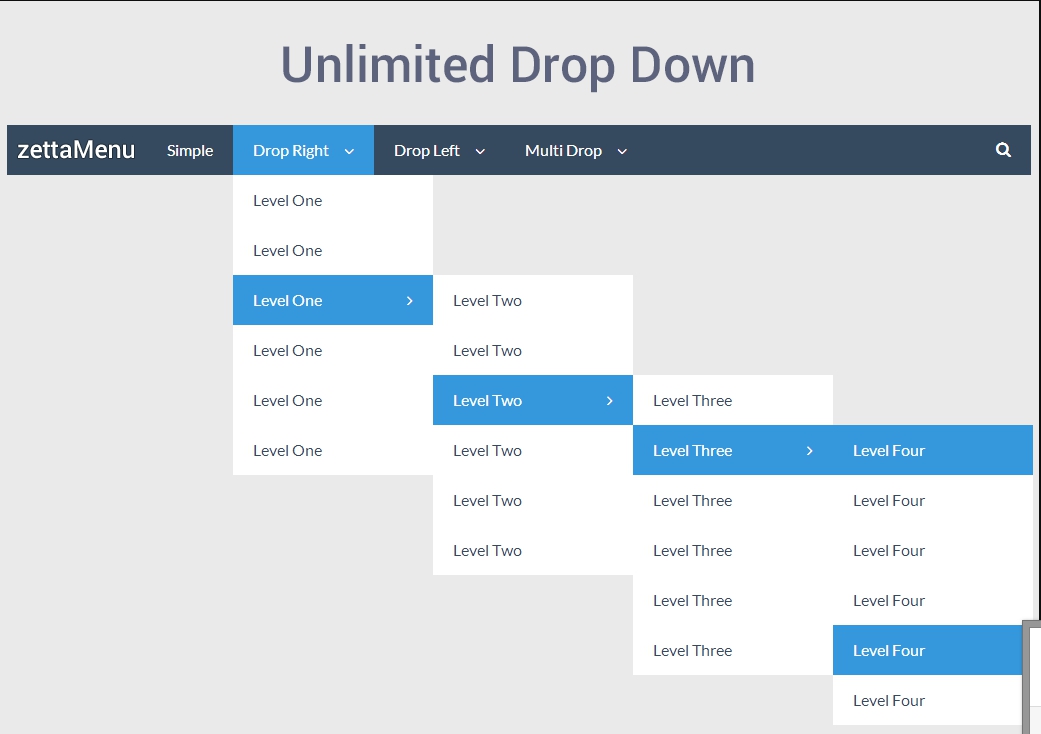 Unlimited Drop Down
zettaMenu Simple Drop Right Drop Left Multi Drop
Level One
Level One
Level One Level Two
Level One Level Two
Level One Level Two Level Three
Level One Level Two Level Three Level Four
Level Two Level Three Level Four
Level Two Level Three Level Four
Level Three Level Four
Level Three Level Four
Level Four